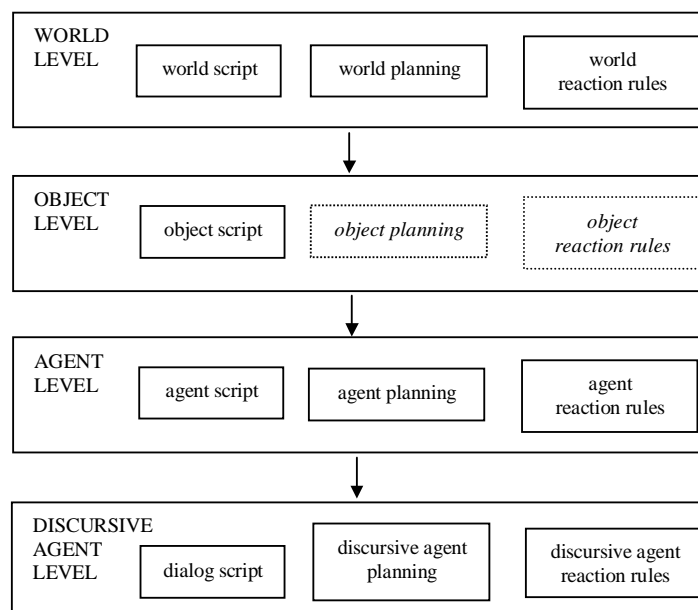 WORLD
LEVEL
world script
world planning
world
reaction rules
OBJECT
LEVEL
object script
object planning
object
reaction rules
AGENT
LEVEL
agent script
agent planning
agent
reaction rules
DISCURSIVE
AGENT
LEVEL
dialog script
discursive agent
planning
discursive agent
reaction rules